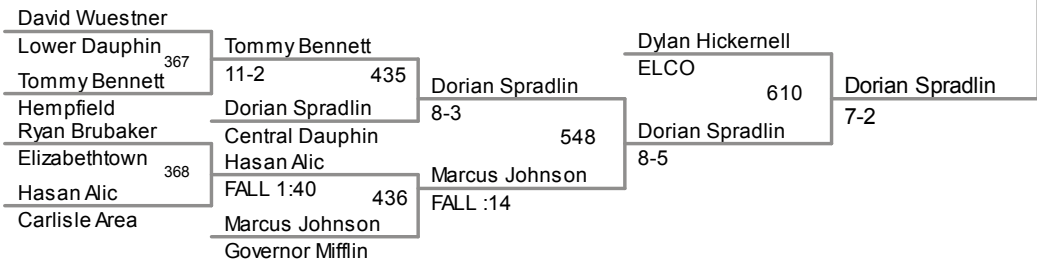 David Wuestner
Lower Dauphin
367
Tommy Bennett
Hempfield
Ryan Brubaker
Elizabethtown
368
Hasan Alic
Carlisle Area
Tommy Bennett
11-2
435
Dorian Spradlin
Central Dauphin
Hasan Alic
FALL 1:40
436
Marcus Johnson
Governor Mifflin
Dorian Spradlin
8-3
548
Marcus Johnson
FALL :14
Dylan Hickernell
ELCO
610
Dorian Spradlin
8-5
Dorian Spradlin
7-2